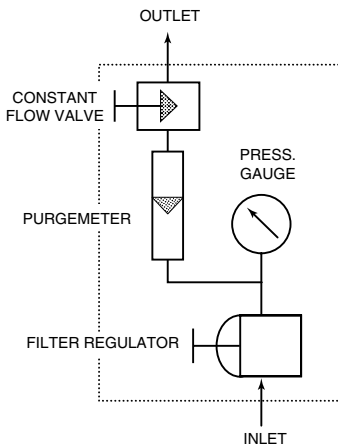 OUTLET
CONSTANT
FLOW VALVE
PRESS.
GAUGE
PURGEMETER
FILTER REGULATOR
INLET